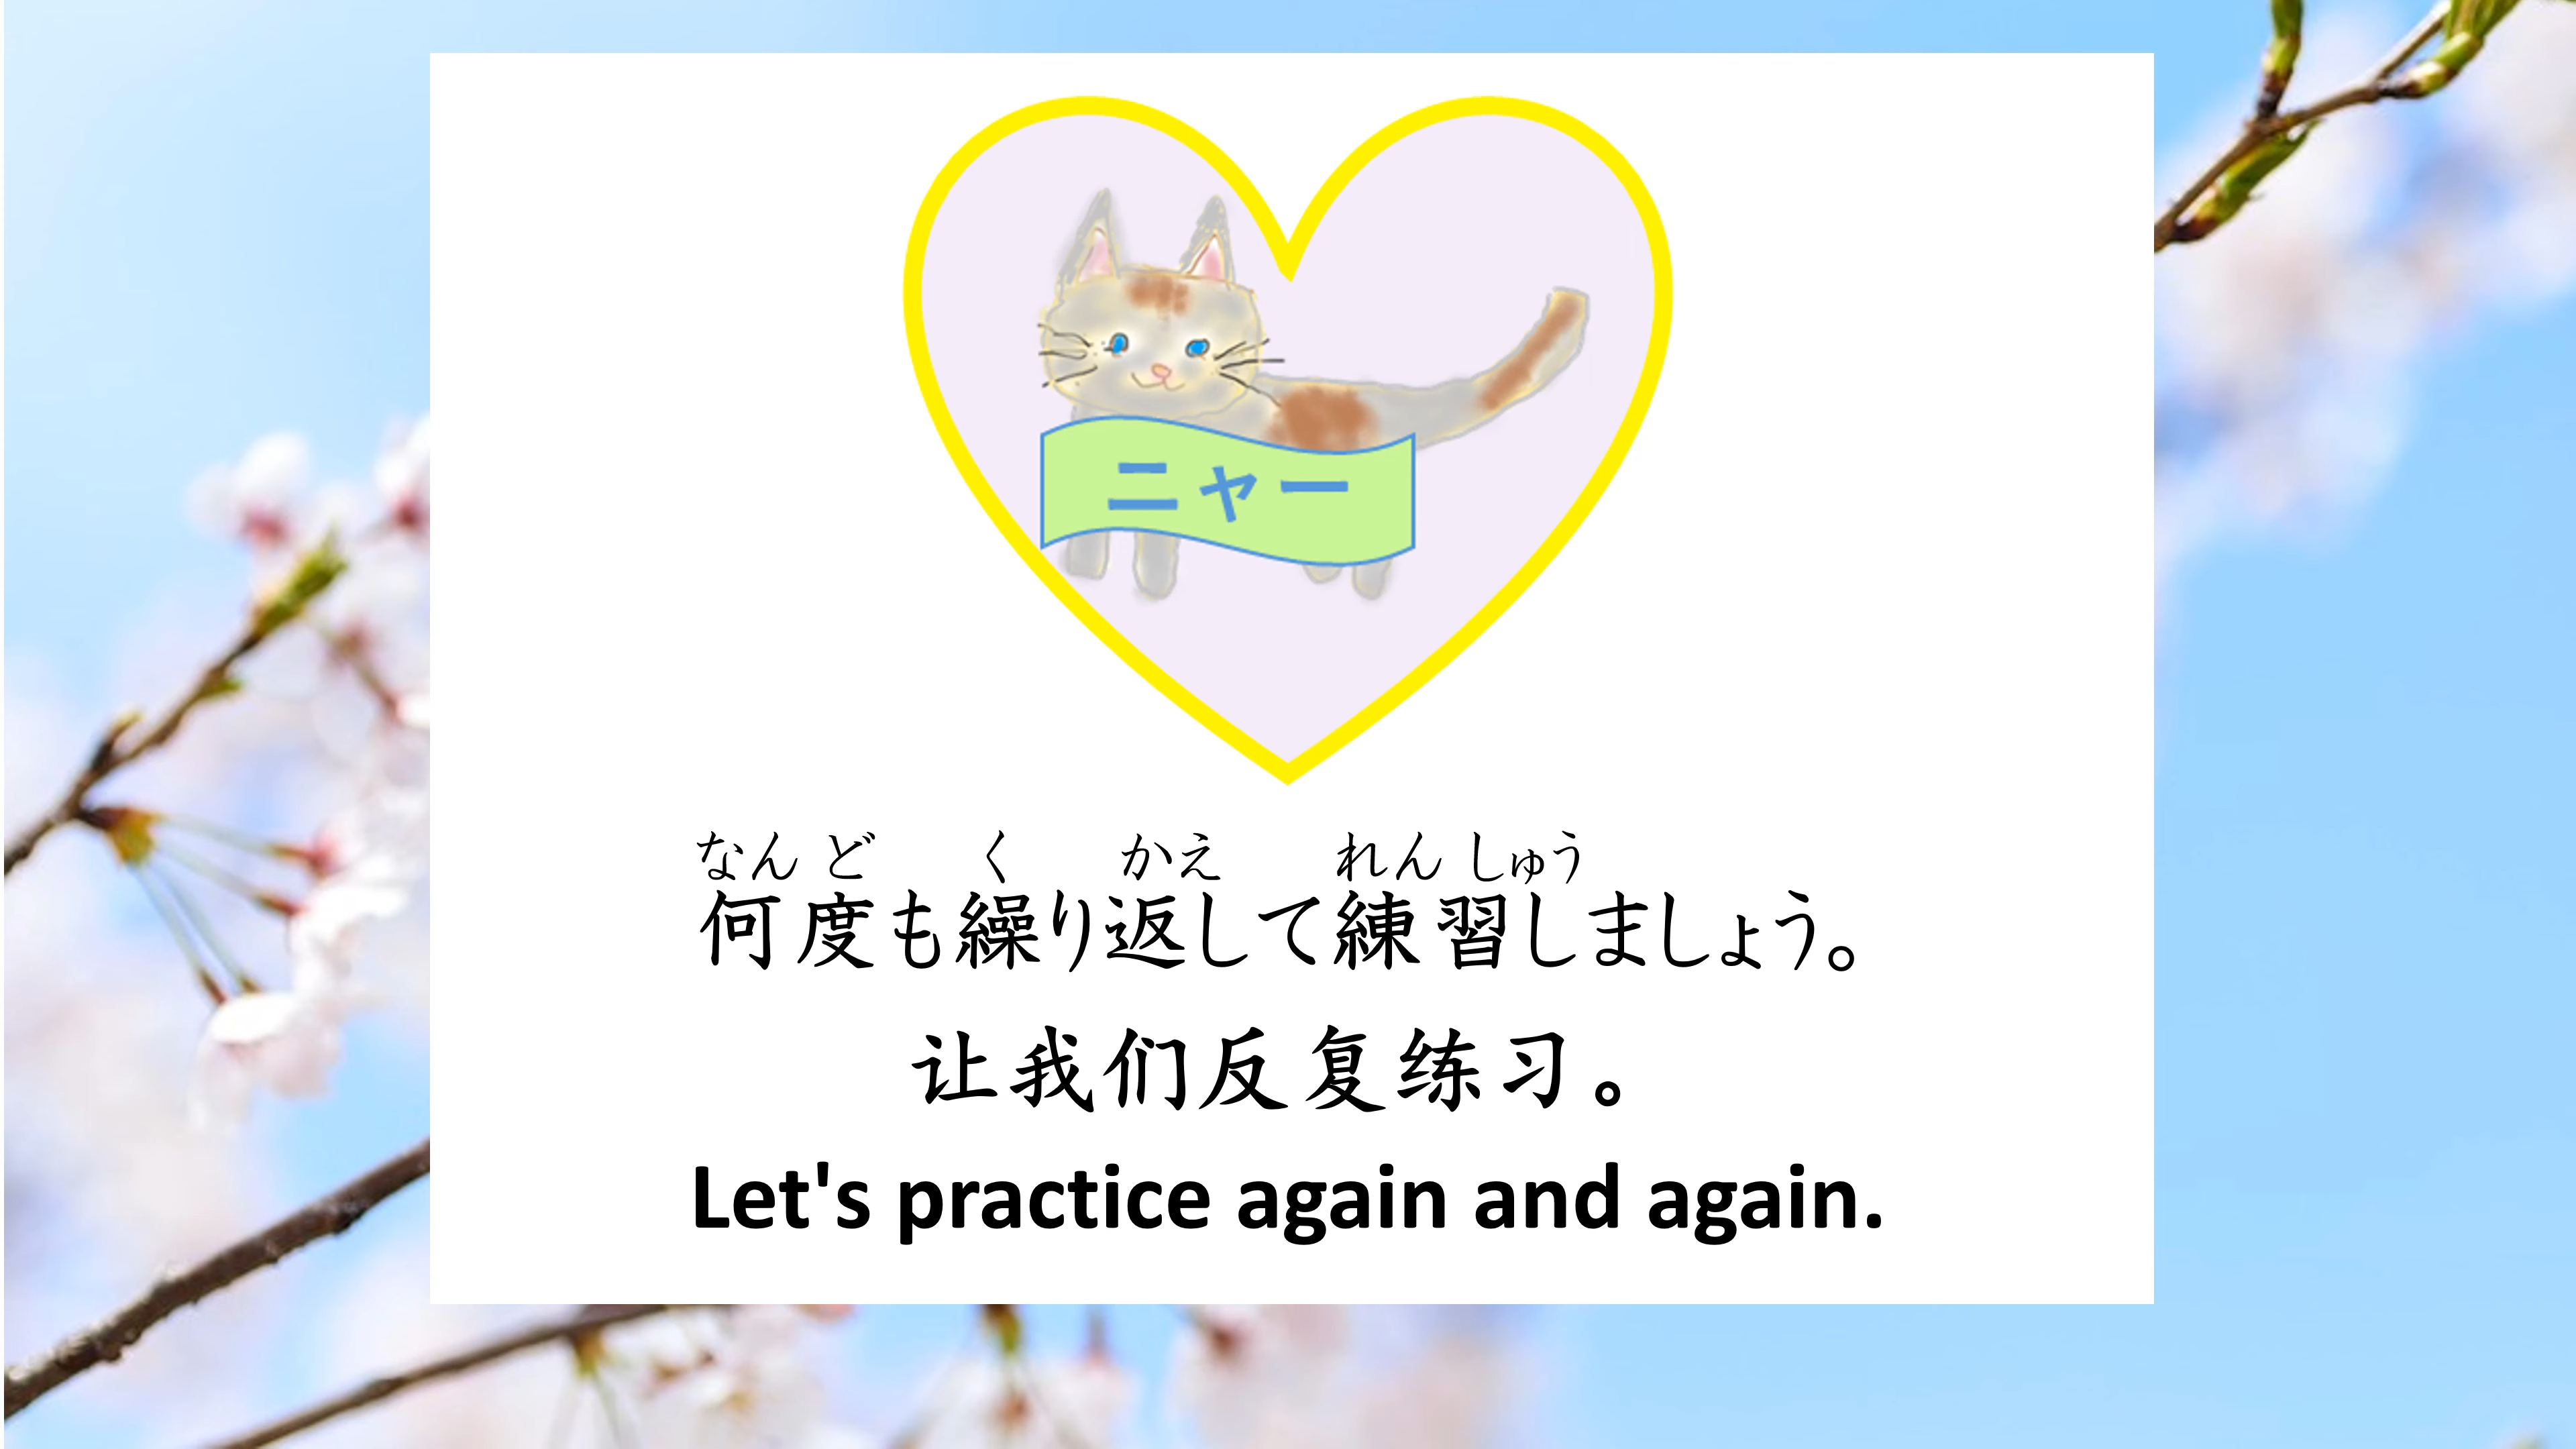 ニャー
なんど く かえ れんしゅう
何度も繰り返して練習しましょう。
让我们反复练习。
Let's practice again and again.